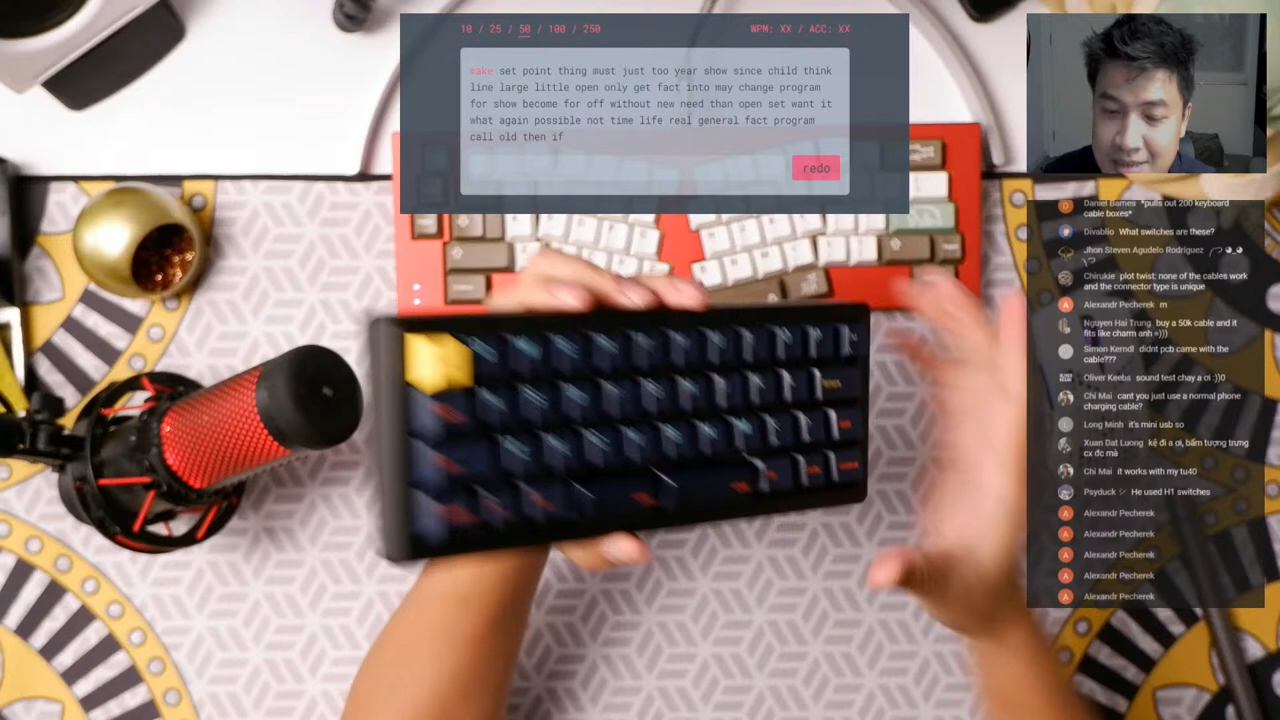 10 / 25 / 50 / 100 / 250
WPM: XX / ACC: XX
make set point thing must just too year show since child think
line large little open only get fact into may change program
for show become for off without new need than open set want it
what again possible not time life real general fact program
call old then if
redo
Daniel Barnes *pulls out 200 keyboard
cable boxes*
Divablio What switches are these?
Jhon Steven Agudelo Rodriguez
Chirukie plot twist: none of the cables work
and the connector type is unique
Alexandr Pecherek m
Nguyen Hai Trung buy a 50k cable and it
fits like charm anh =)))
Simon Kerndl didnt pcb came with the
cable???
Oliver Keebs sound test chay a ơi :))0
Chi Mai cant you just use a normal phone
charging cable?
Long Minh it's mini usb so
Xuan Dat Luong kệ đi a ơi, bấm tượng trưng
cx đc mà
Chi Mai it works with my tu40
Psyduck シ He used H1 switches
Alexandr Pecherek
Alexandr Pecherek
Alexandr Pecherek
Alexandr Pecherek
Alexandr Pecherek